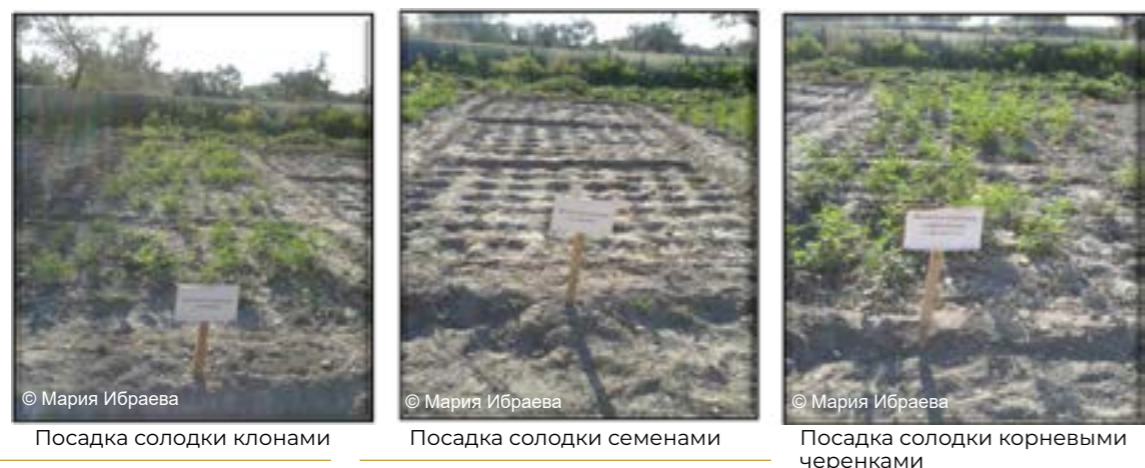 © Мария Ибраева
© Мария Ибраева
© Мария Ибраева
Посадка солодки клонами
Посадка солодки семенами
Посадка солодки корневыми
черенками